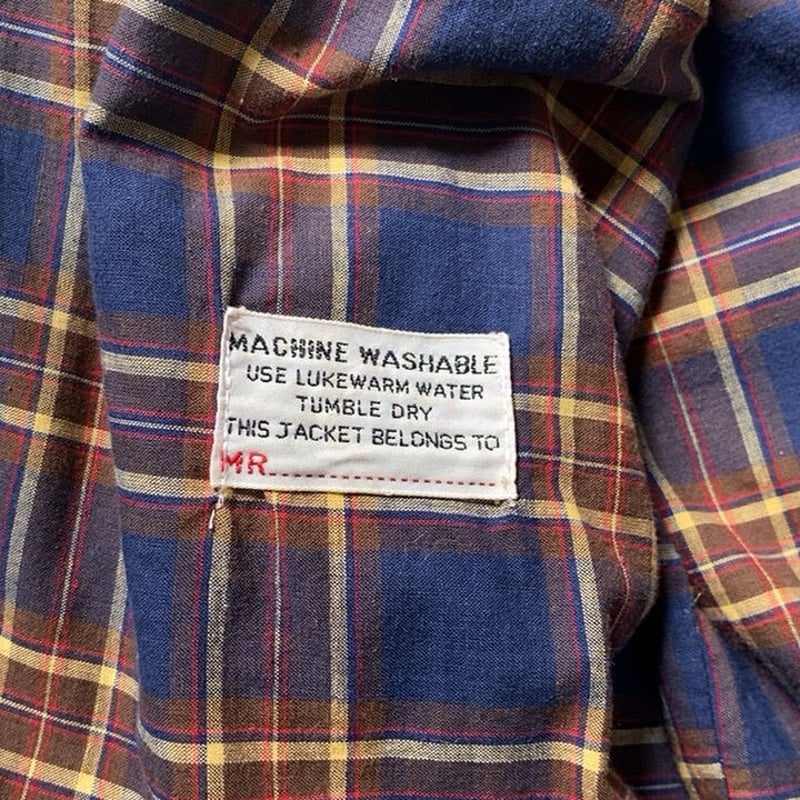 MACHINE WASHABLE
USE LUKEWARM WATER
TUMBLE DRY
THIS JACKET BELONGS TO
MR..............................